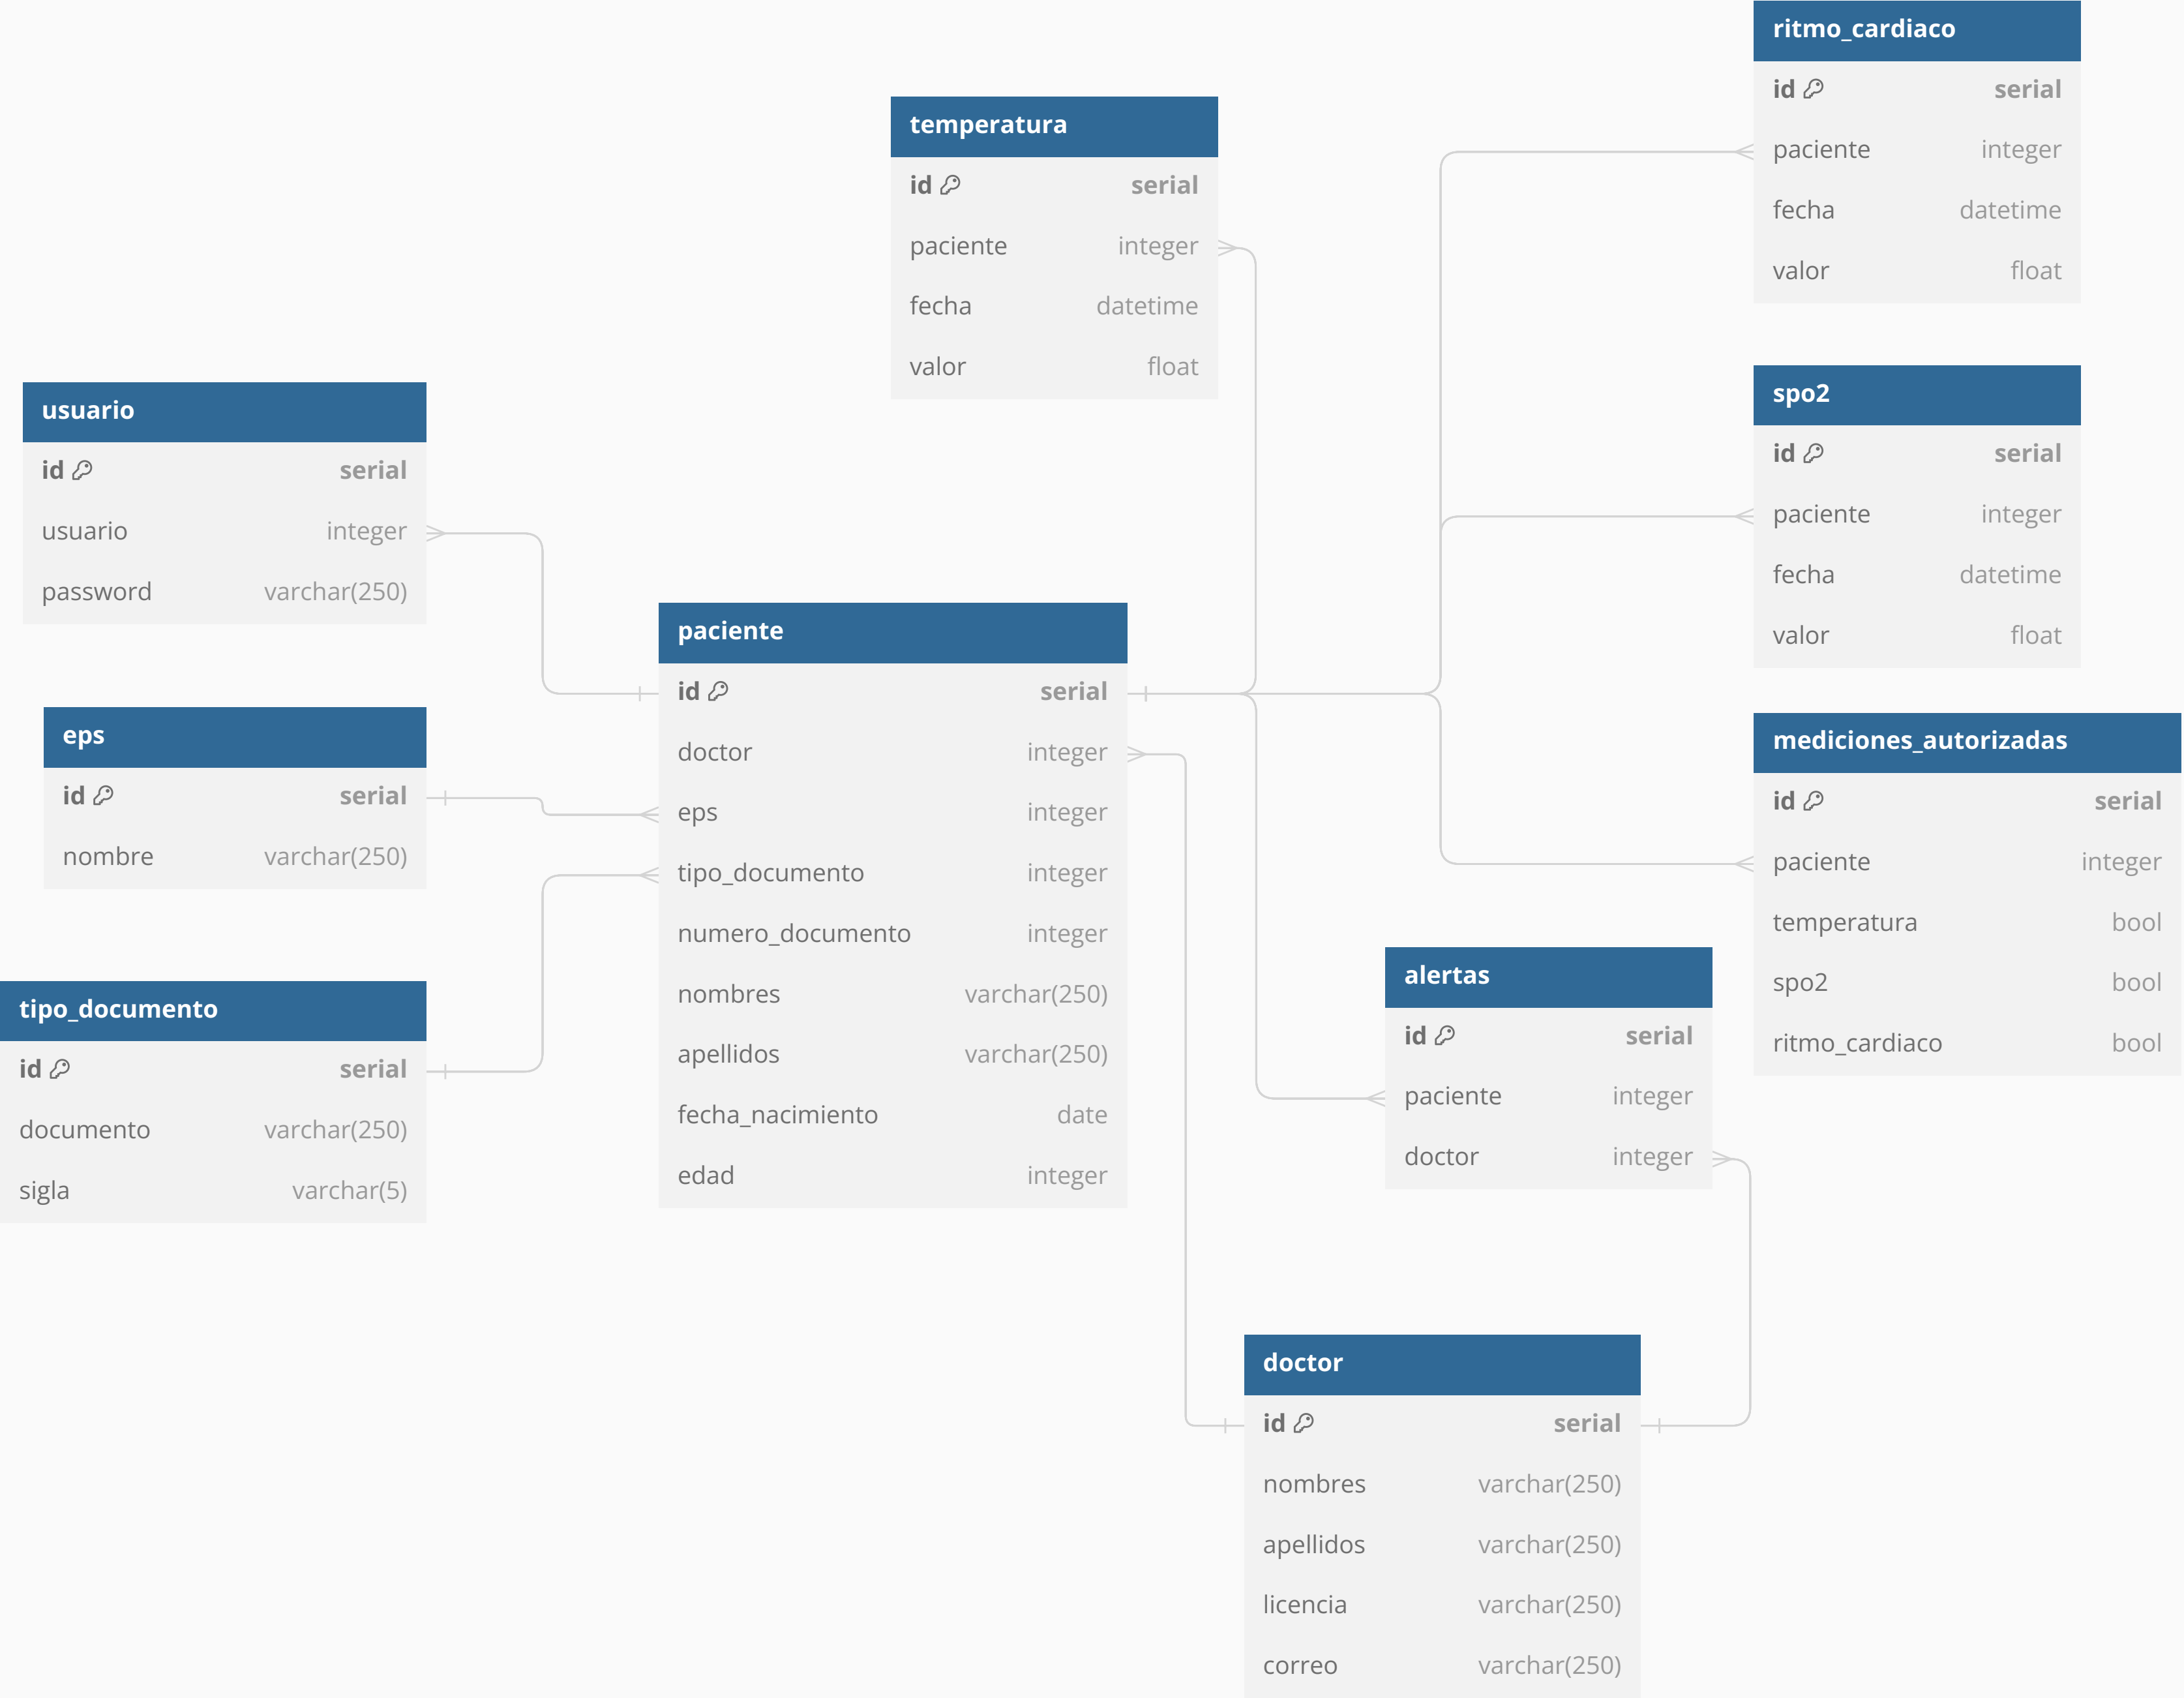 ritmo_cardiaco
id serial
paciente integer
fecha datetime
valor float
temperatura
id serial
paciente integer
fecha datetime
valor float
spo2
id serial
paciente integer
fecha datetime
valor float
usuario
id serial
usuario integer
password varchar(250)
paciente
id serial
doctor integer
eps integer
tipo_documento integer
numero_documento integer
nombres varchar(250)
apellidos varchar(250)
fecha_nacimiento date
edad integer
eps
id serial
nombre varchar(250)
mediciones_autorizadas
id serial
paciente integer
temperatura bool
spo2 bool
ritmo_cardiaco bool
tipo_documento
id serial
documento varchar(250)
sigla varchar(5)
alertas
id serial
paciente integer
doctor integer
doctor
id serial
nombres varchar(250)
apellidos varchar(250)
licencia varchar(250)
correo varchar(250)